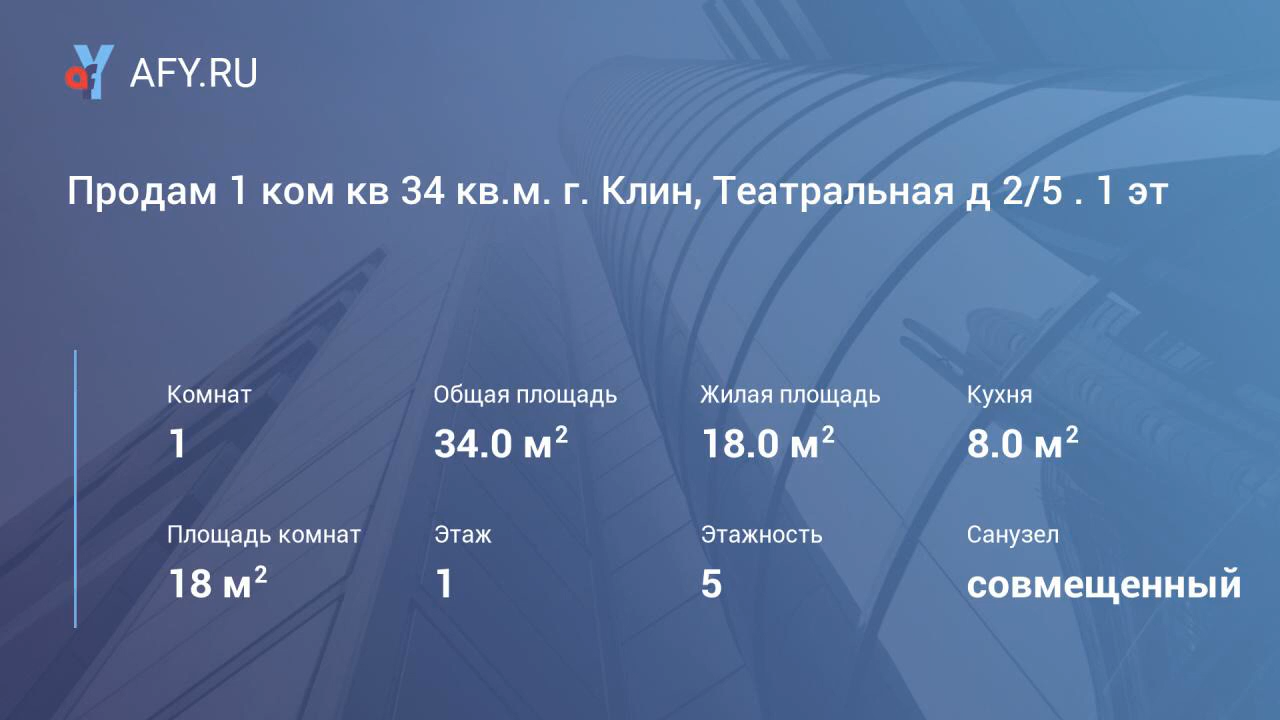 afY AFY.RU
Продам 1 ком кв 34 кв.м. г. Клин, Театральная д 2/5 . 1 эт
Комнат Общая площадь Жилая площадь Кухня
1 34.0 м² 18.0 м² 8.0 м²
Площадь комнат Этаж Этажность Санузел
18 м² 1 5 совмещенный